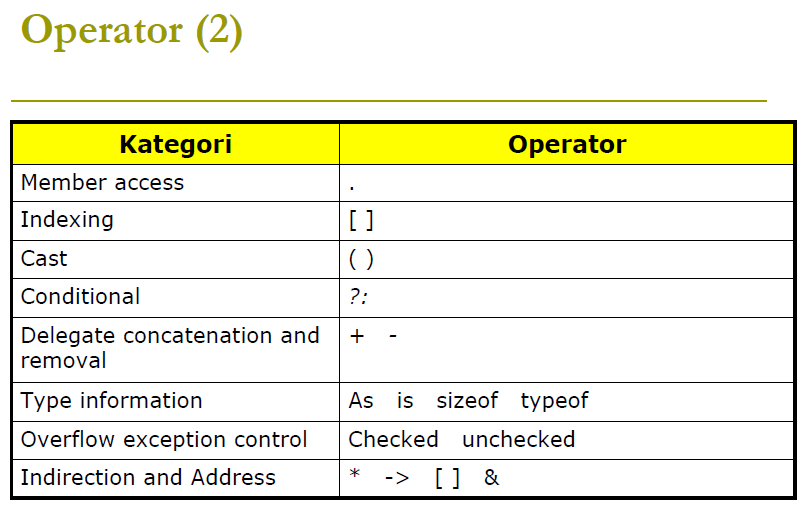 Operator (2)
Kategori Operator
Member access .
Indexing [ ]
Cast ( )
Conditional ?:
Delegate concatenation and + -
removal
Type information As is sizeof typeof
Overflow exception control Checked unchecked
Indirection and Address * -> [ ] &